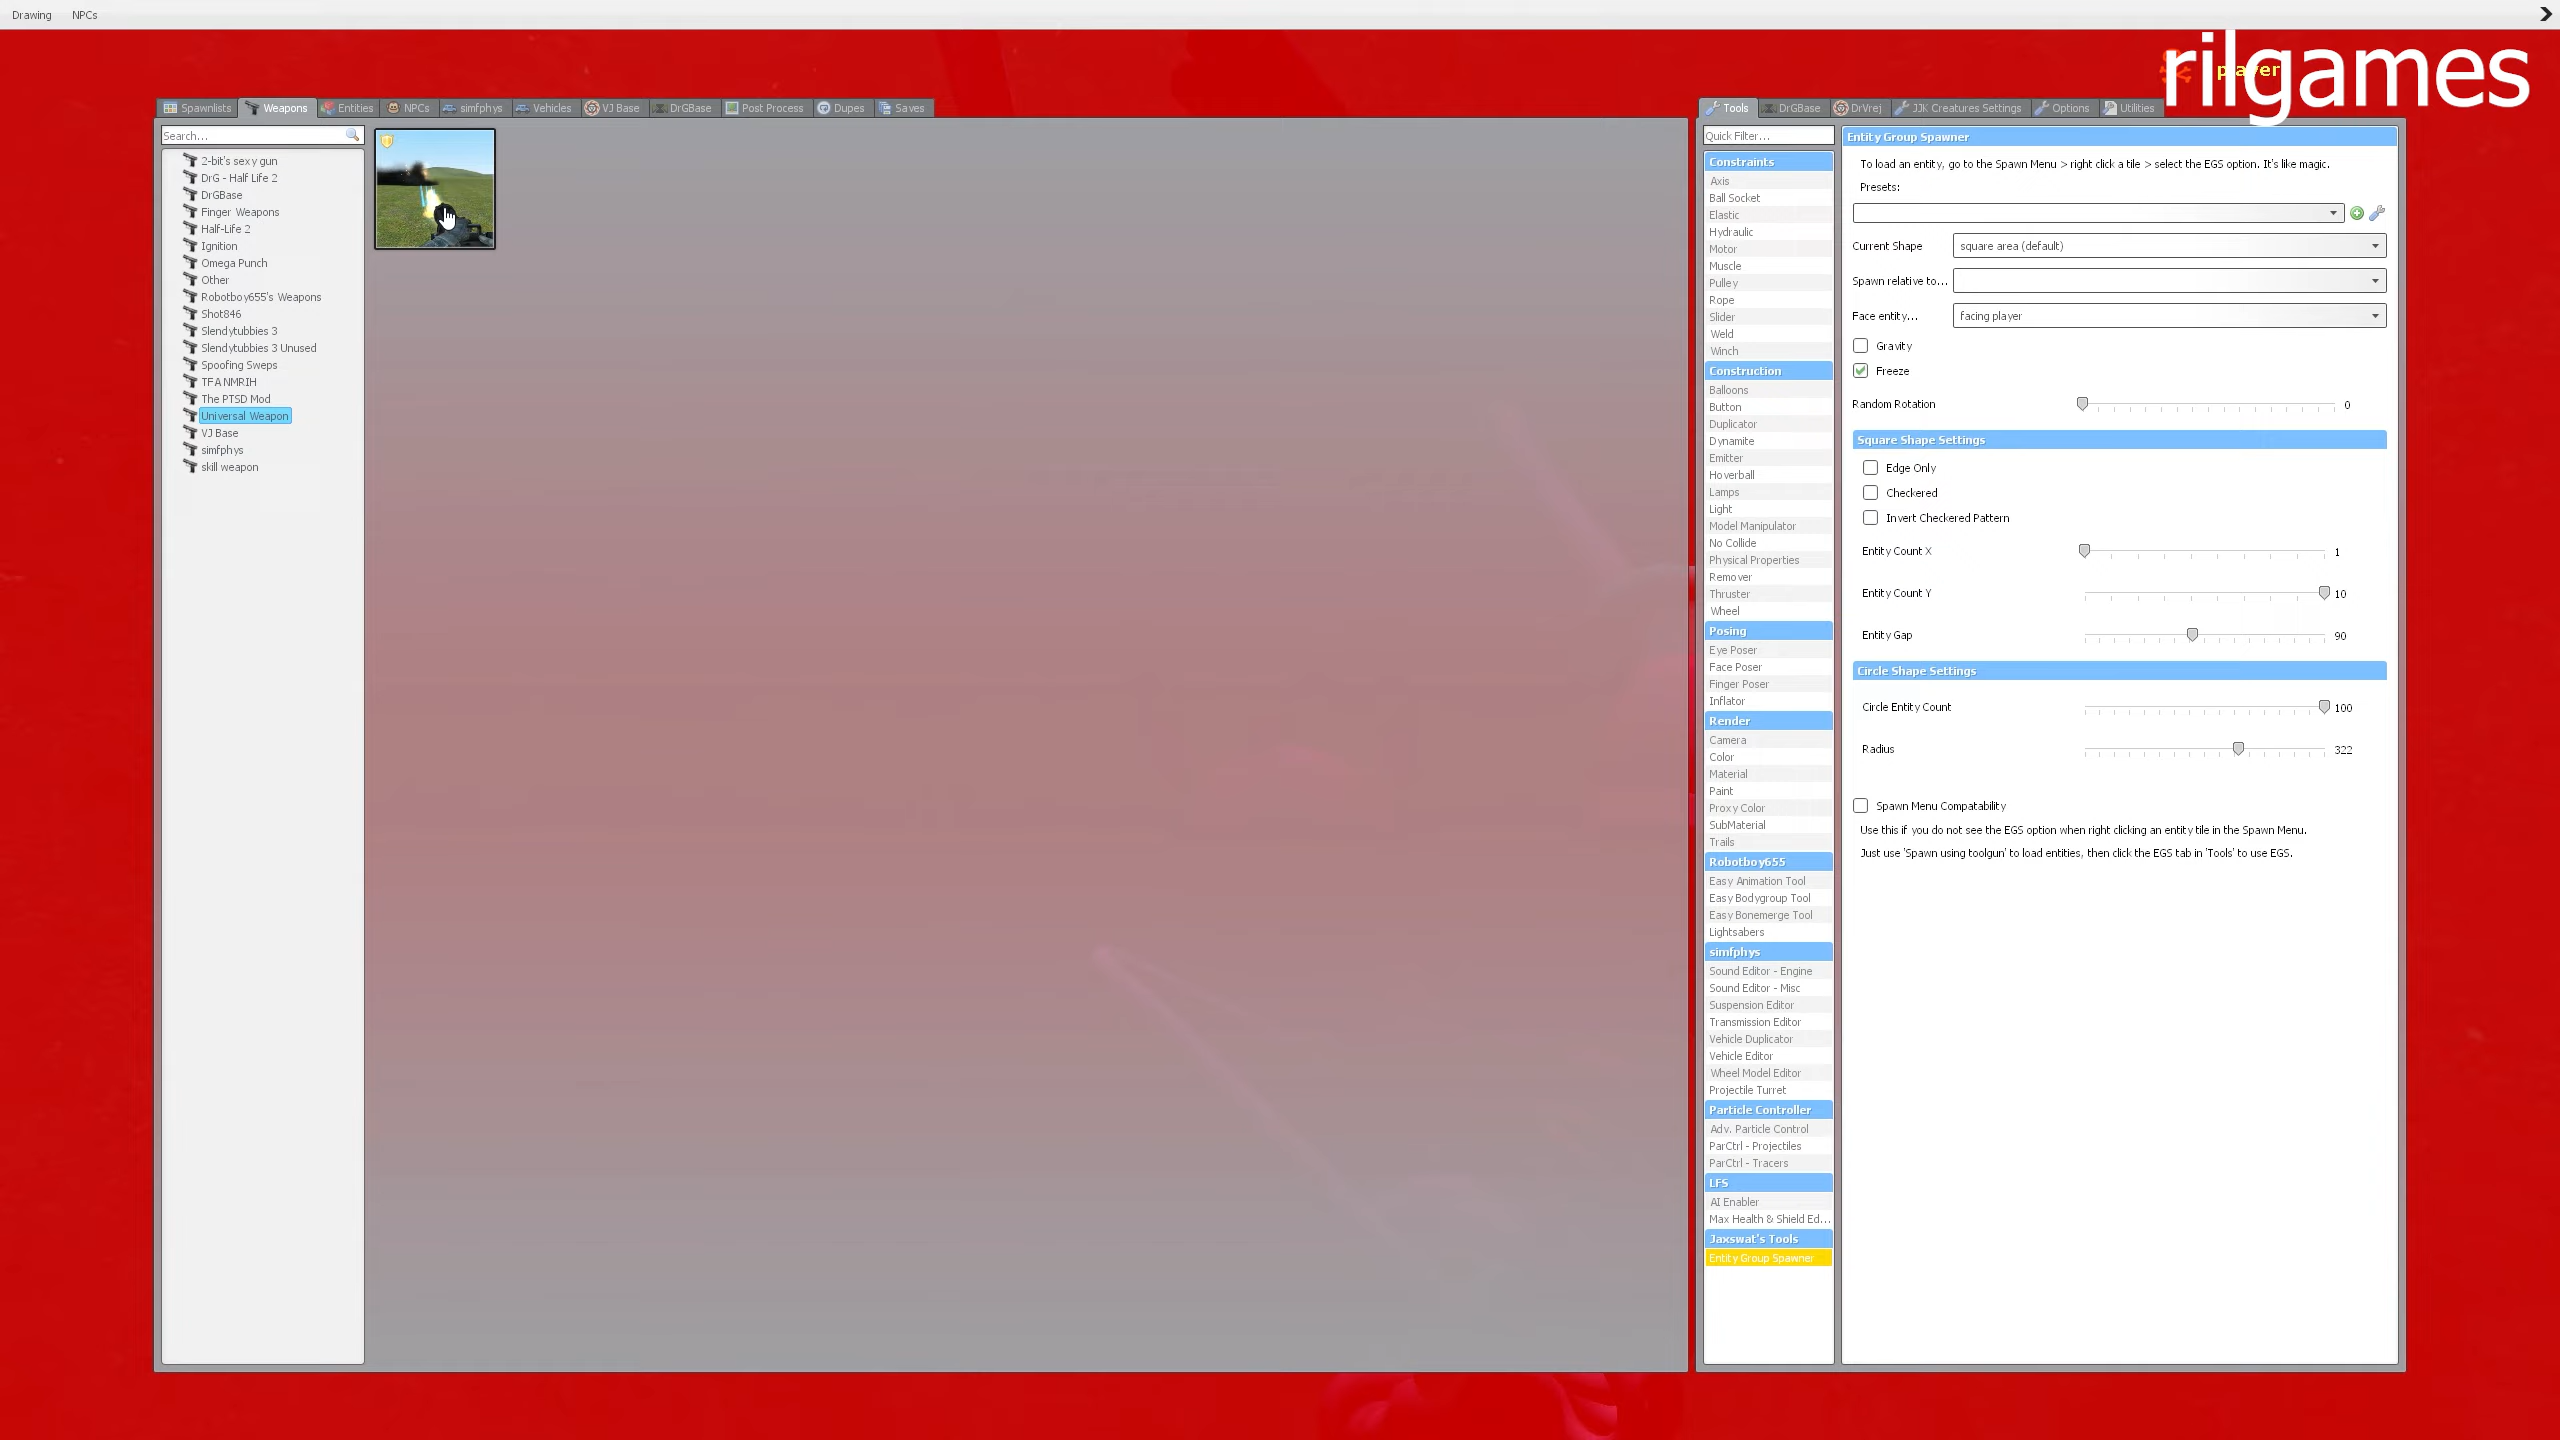 Drawing NPCs
rilgames
player
Spawnlists Weapons Entities NPCs simfphys Vehicles VJ Base DrGBase Post Process Dupes Saves
Search...
2-bit's sexy gun
DrG - Half Life 2
DrGBase
Finger Weapons
Half-Life 2
Ignition
Omega Punch
Other
Robotboy655's Weapons
Shot846
Slendytubbies 3
Slendytubbies 3 Unused
Spoofing Sweps
TFA NMRIH
The PTSD Mod
Universal Weapon
VJ Base
simfphys
skill weapon
Tools DrGBase DrVrej JJK Creatures Settings Options Utilities
Quick Filter...
Constraints
Axis
Ball Socket
Elastic
Hydraulic
Motor
Muscle
Pulley
Rope
Slider
Weld
Winch
Construction
Balloons
Button
Duplicator
Dynamite
Emitter
Hoverball
Lamps
Light
Model Manipulator
No Collide
Physical Properties
Remover
Thruster
Wheel
Posing
Eye Poser
Face Poser
Finger Poser
Inflator
Render
Camera
Color
Material
Paint
Proxy Color
SubMaterial
Trails
Robotboy655
Easy Animation Tool
Easy Bodygroup Tool
Easy Bonemerge Tool
Lightsabers
simfphys
Sound Editor - Engine
Sound Editor - Misc
Suspension Editor
Transmission Editor
Vehicle Duplicator
Vehicle Editor
Wheel Model Editor
Projectile Turret
Particle Controller
Adv. Particle Control
ParCtrl - Projectiles
ParCtrl - Tracers
LFS
AI Enabler
Max Health & Shield Ed...
Jaxswat's Tools
Entity Group Spawner
Entity Group Spawner
To load an entity, go to the Spawn Menu > right click a tile > select the EGS option. It's like magic.
Presets:
Current Shape square area (default)
Spawn relative to...
Face entity... facing player
Gravity
Freeze
Random Rotation 0
Square Shape Settings
Edge Only
Checkered
Invert Checkered Pattern
Entity Count X 1
Entity Count Y 10
Entity Gap 90
Circle Shape Settings
Circle Entity Count 100
Radius 322
Spawn Menu Compatability
Use this if you do not see the EGS option when right clicking an entity tile in the Spawn Menu.
Just use 'Spawn using toolgun' to load entities, then click the EGS tab in 'Tools' to use EGS.